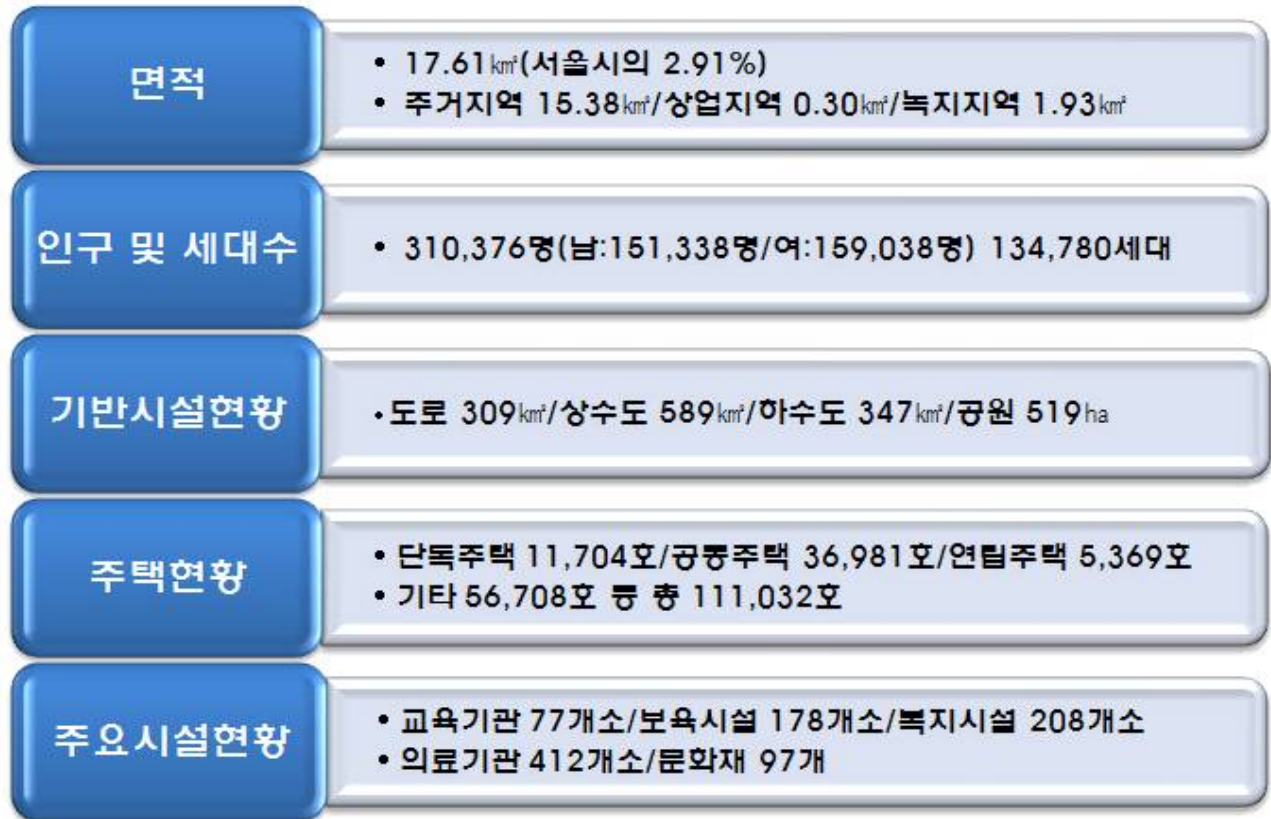 면적
• 17.61㎢(서울시의 2.91%)
• 주거지역 15.38㎢/상업지역 0.30㎢/녹지지역 1.93㎢
인구 및 세대수
• 310,376명(남:151,338명/여:159,038명) 134,780세대
기반시설현황
• 도로 309㎢/상수도 589㎢/하수도 347㎢/공원 519㏊
주택현황
• 단독주택 11,704호/공동주택 36,981호/연립주택 5,369호
• 기타 56,708호 등 총 111,032호
주요시설현황
• 교육기관 77개소/보육시설 178개소/복지시설 208개소
• 의료기관 412개소/문화재 97개